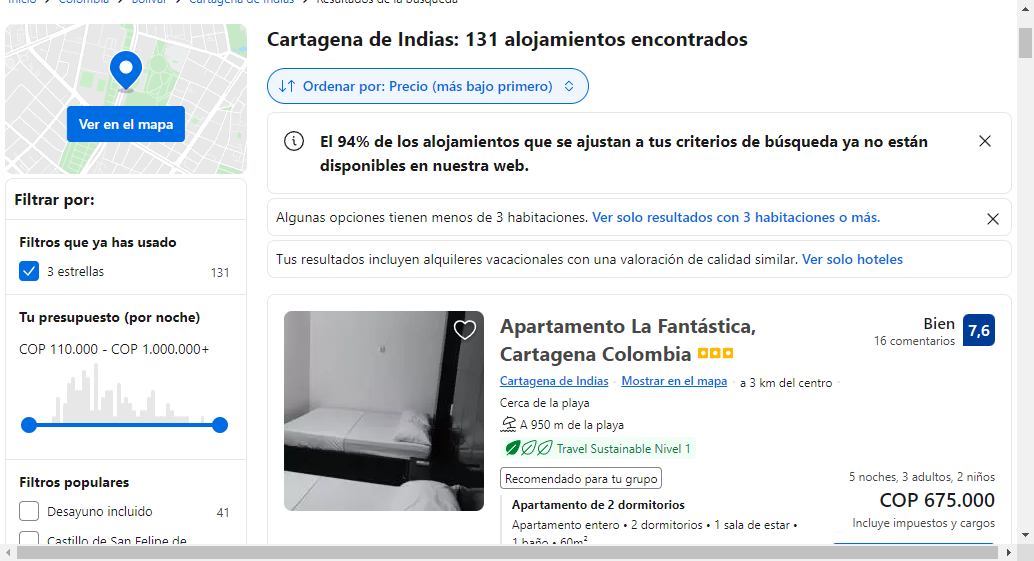 Inicio > Colombia > Bolívar > Cartagena de Indias > Resultados de la búsqueda
Ver en el mapa
Filtrar por:
Filtros que ya has usado
3 estrellas 131
Tu presupuesto (por noche)
COP 110.000 - COP 1.000.000+
Filtros populares
Desayuno incluido 41
Castillo de San Felipe de
Cartagena de Indias: 131 alojamientos encontrados
Ordenar por: Precio (más bajo primero)
El 94% de los alojamientos que se ajustan a tus criterios de búsqueda ya no están
disponibles en nuestra web.
Algunas opciones tienen menos de 3 habitaciones. Ver solo resultados con 3 habitaciones o más.
Tus resultados incluyen alquileres vacacionales con una valoración de calidad similar. Ver solo hoteles
Apartamento La Fantástica,
Cartagena Colombia
Bien 7,6
16 comentarios
Cartagena de Indias · Mostrar en el mapa · a 3 km del centro ·
Cerca de la playa
A 950 m de la playa
Travel Sustainable Nivel 1
Recomendado para tu grupo
Apartamento de 2 dormitorios
Apartamento entero • 2 dormitorios • 1 sala de estar •
1 baño • 60m²
5 noches, 3 adultos, 2 niños
COP 675.000
Incluye impuestos y cargos